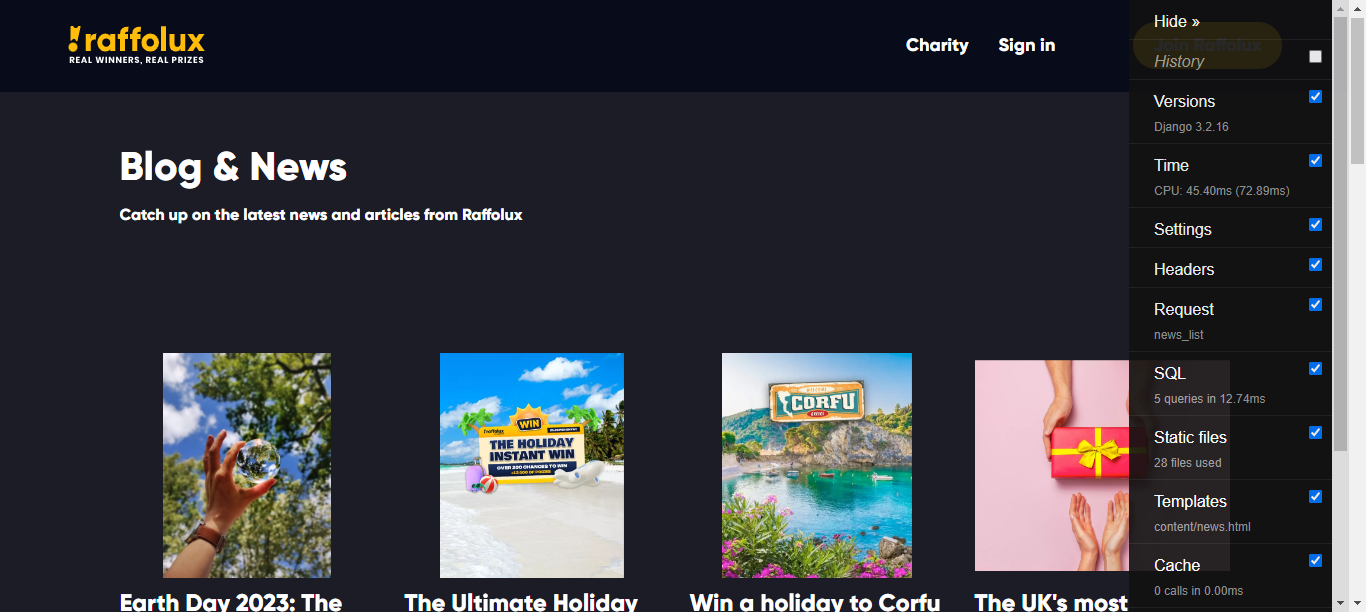 raffolux
REAL WINNERS, REAL PRIZES
Charity
Sign in
Join Raffolux
Blog & News
Catch up on the latest news and articles from Raffolux
WELCOME
CORFU
GREECE
raffolux
WIN
THE HOLIDAY
INSTANT WIN
OVER 200 CHANCES TO WIN
Earth Day 2023: The
The Ultimate Holiday
Win a holiday to Corfu
The UK's most
Hide »
History
Versions
Django 3.2.16
Time
CPU: 45.40ms (72.89ms)
Settings
Headers
Request
news_list
SQL
5 queries in 12.74ms
Static files
28 files used
Templates
content/news.html
Cache
0 calls in 0.00ms